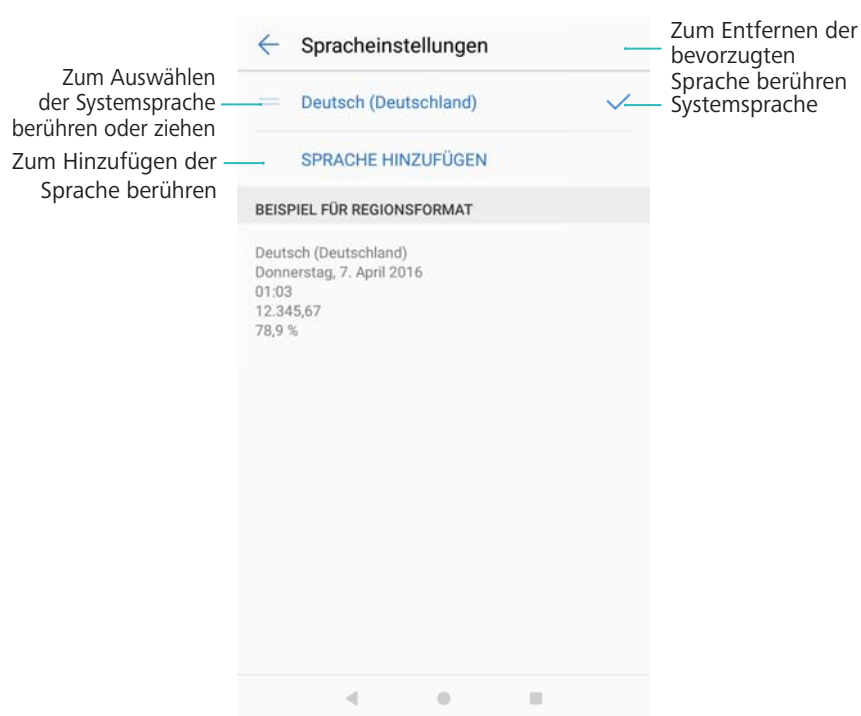 Spracheinstellungen
Zum Entfernen der
bevorzugten
Sprache berühren
Zum Auswählen
der Systemsprache
berühren oder ziehen
Deutsch (Deutschland)
Systemsprache
Zum Hinzufügen der
Sprache berühren
SPRACHE HINZUFÜGEN
BEISPIEL FÜR REGIONSFORMAT
Deutsch (Deutschland)
Donnerstag, 7. April 2016
01:03
12.345,67
78,9 %